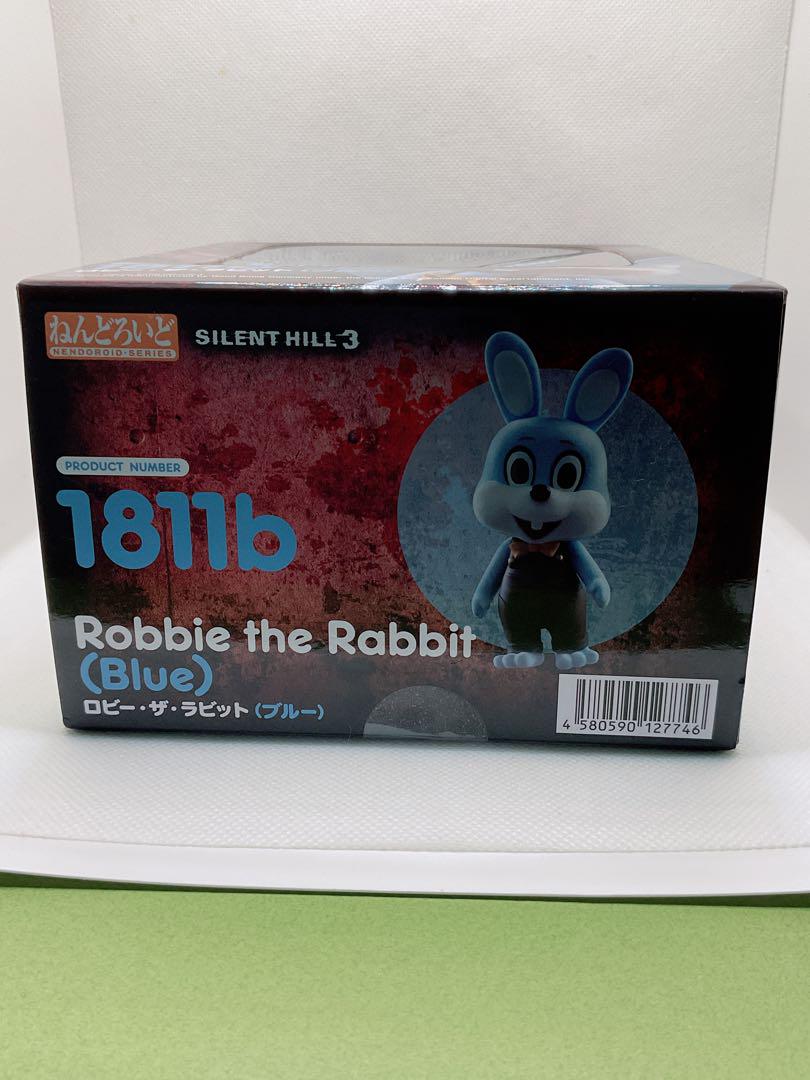 ねんどろいど
NENDOROID・SERIES
SILENT HILL 3
PRODUCT NUMBER
1811b
Robbie the Rabbit
(Blue)
ロビー・ザ・ラビット(ブルー)
4 580590 127746